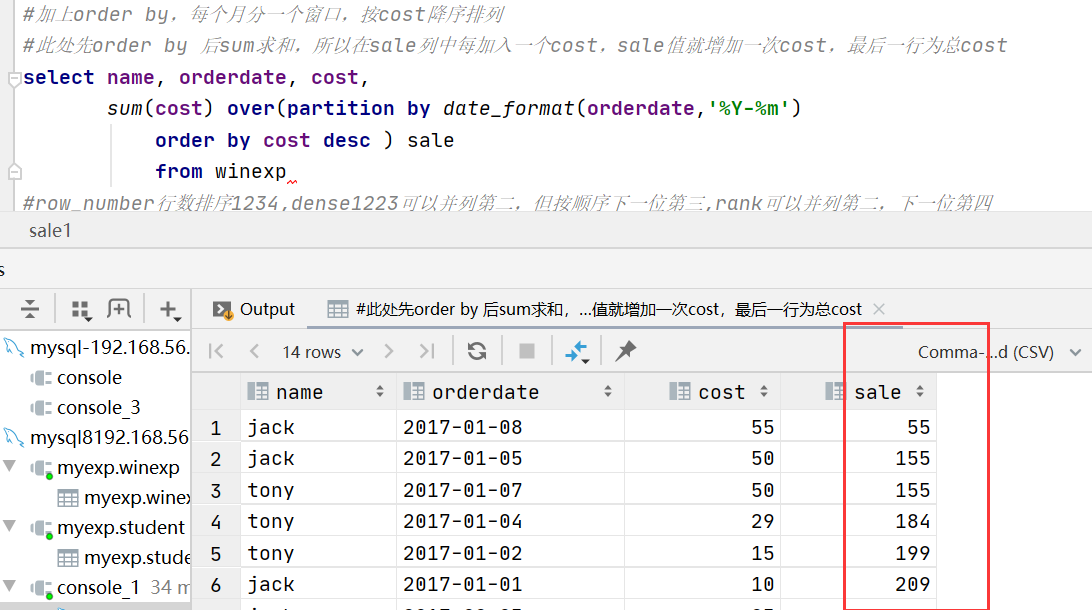 #加上order by，每个月分一个窗口，按cost降序排列
#此处先order by 后sum求和，所以在sale列中每加入一个cost，sale值就增加一次cost，最后一行为总cost
select name, orderdate, cost,
sum(cost) over(partition by date_format(orderdate,'%Y-%m')
order by cost desc ) sale
from winexp
#row_number行数排序1234,dense1223可以并列第二，但按顺序下一位第三,rank可以并列第二，下一位第四
sale1
s
Output #此处先order by 后sum求和，...值就增加一次cost，最后一行为总cost
14 rows Comma-...d (CSV)
mysql-192.168.56.
console
console_3
mysql8192.168.56
myexp.winexp
myexp.winex
myexp.student
myexp.stude
console_1 34 m
name orderdate cost sale
1 jack 2017-01-08 55 55
2 jack 2017-01-05 50 155
3 tony 2017-01-07 50 155
4 tony 2017-01-04 29 184
5 tony 2017-01-02 15 199
6 jack 2017-01-01 10 209